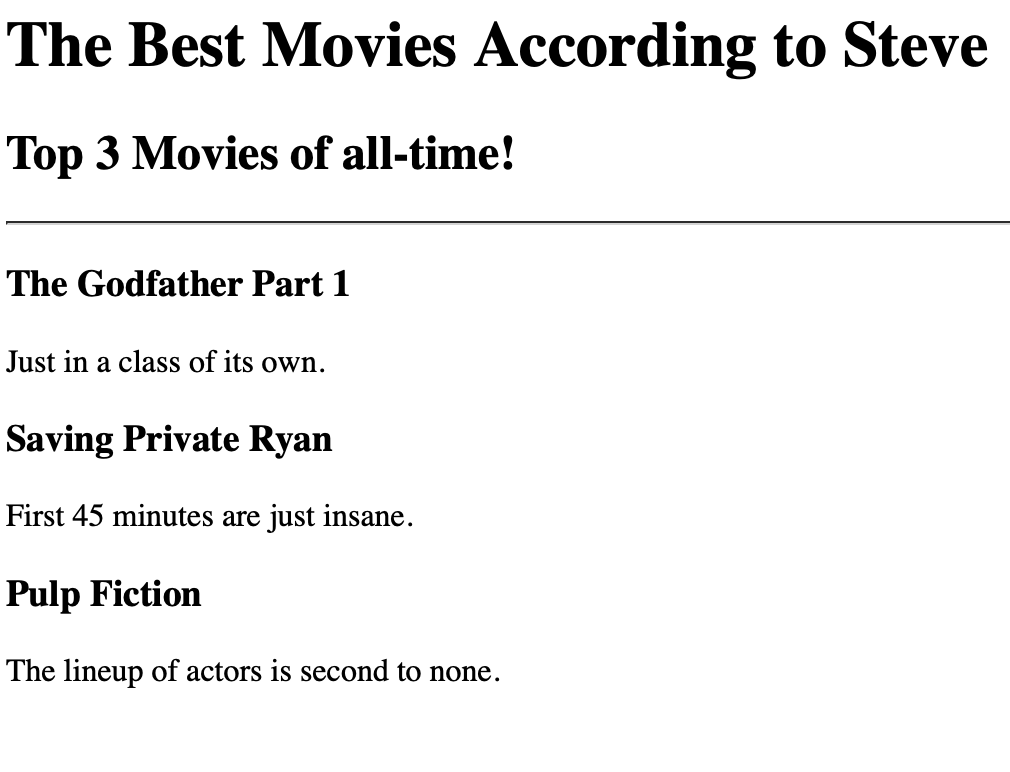 The Best Movies According to Steve
Top 3 Movies of all-time!
The Godfather Part 1
Just in a class of its own.
Saving Private Ryan
First 45 minutes are just insane.
Pulp Fiction
The lineup of actors is second to none.